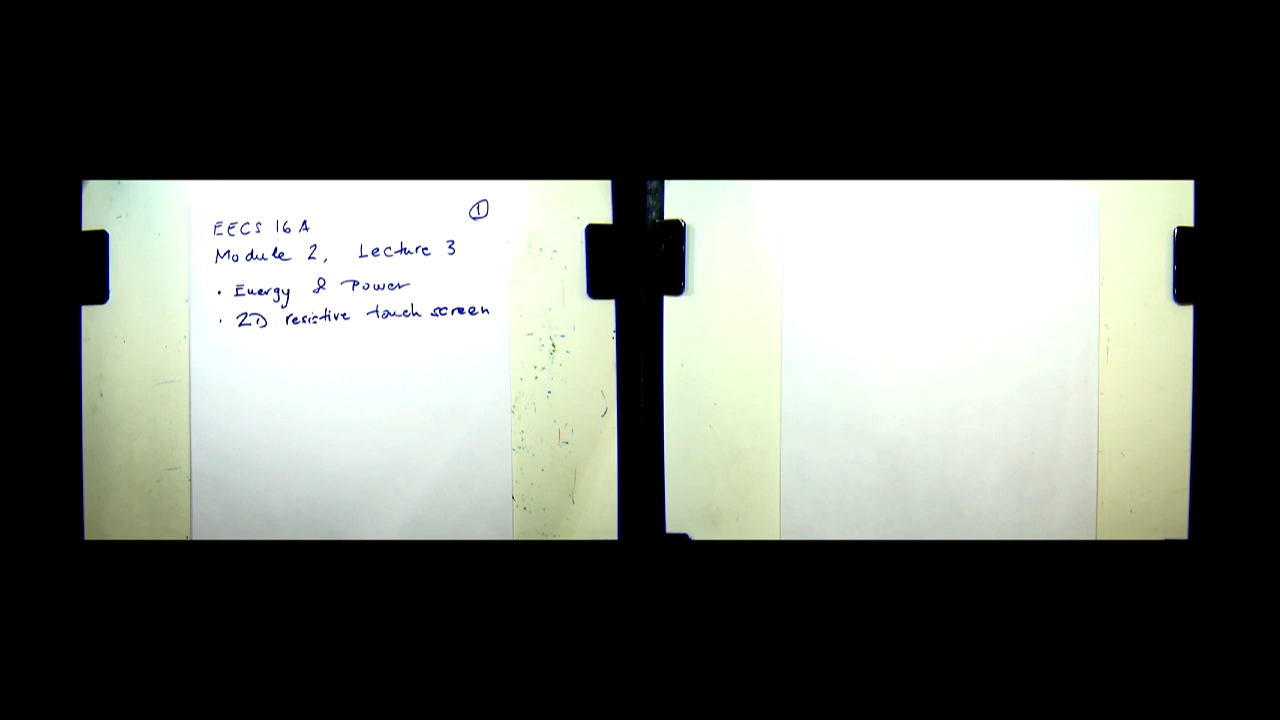 ①
EECS 16A
Module 2, Lecture 3
· Energy & Power
· 2D resistive touch screen